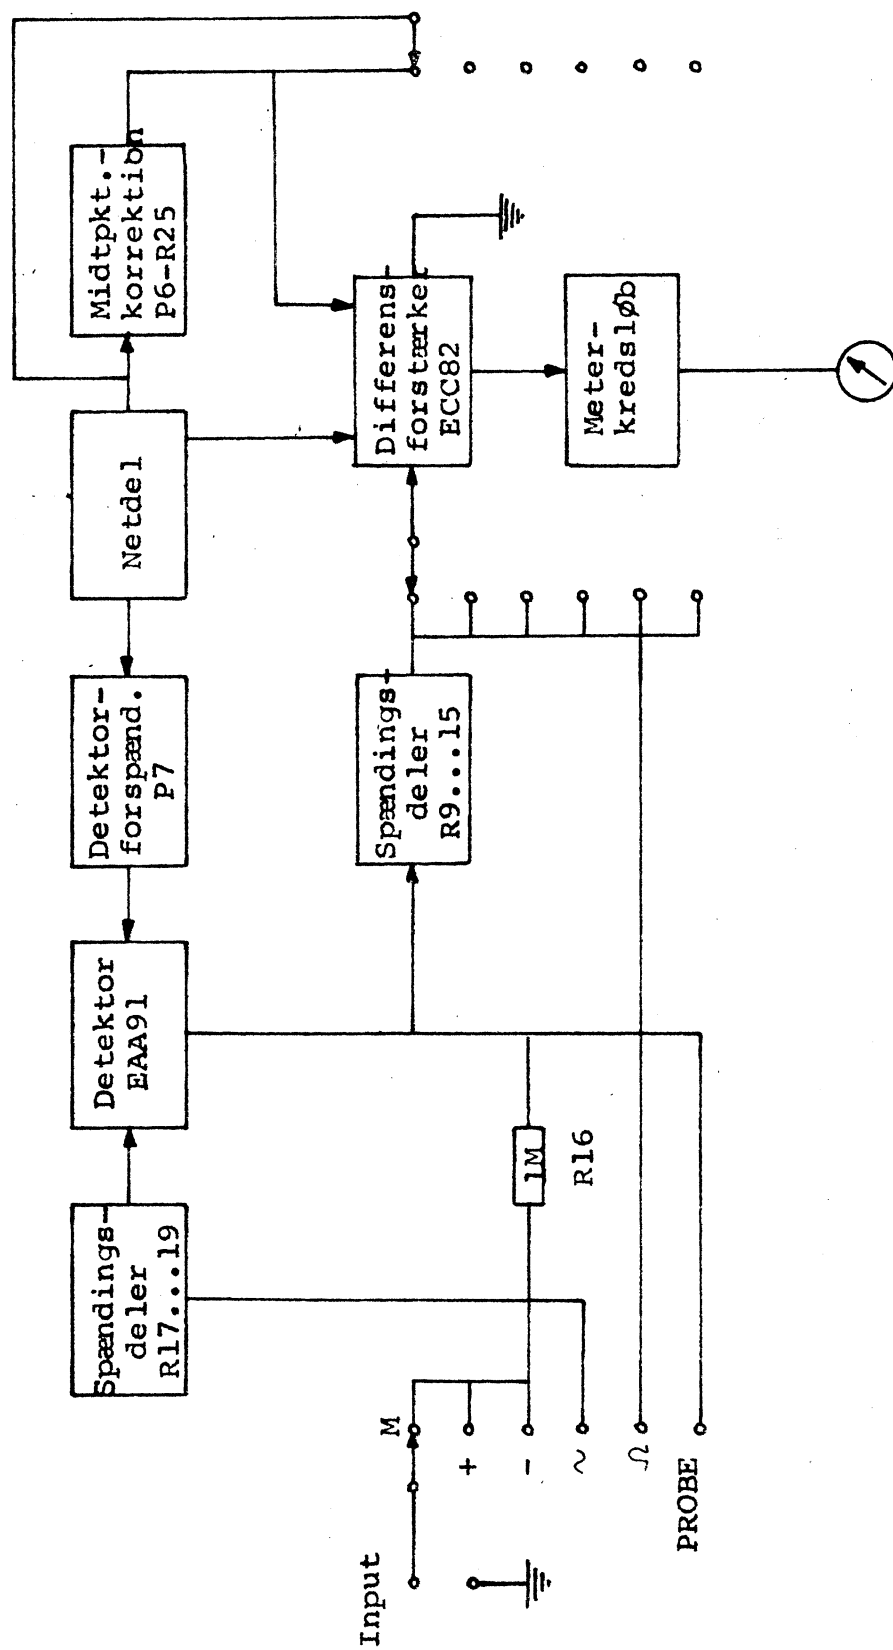 Spændings-
deler
R17...19
Detektor
EAA91
Detektor-
forspænd.
P7
Netdel
Midtpkt.-
korrektion
P6-R25
Input
M
+
-
~
Ω
PROBE
1M
R16
Spændings-
deler
R9...15
Differens-
forstærker
ECC82
Meter-
kredsløb